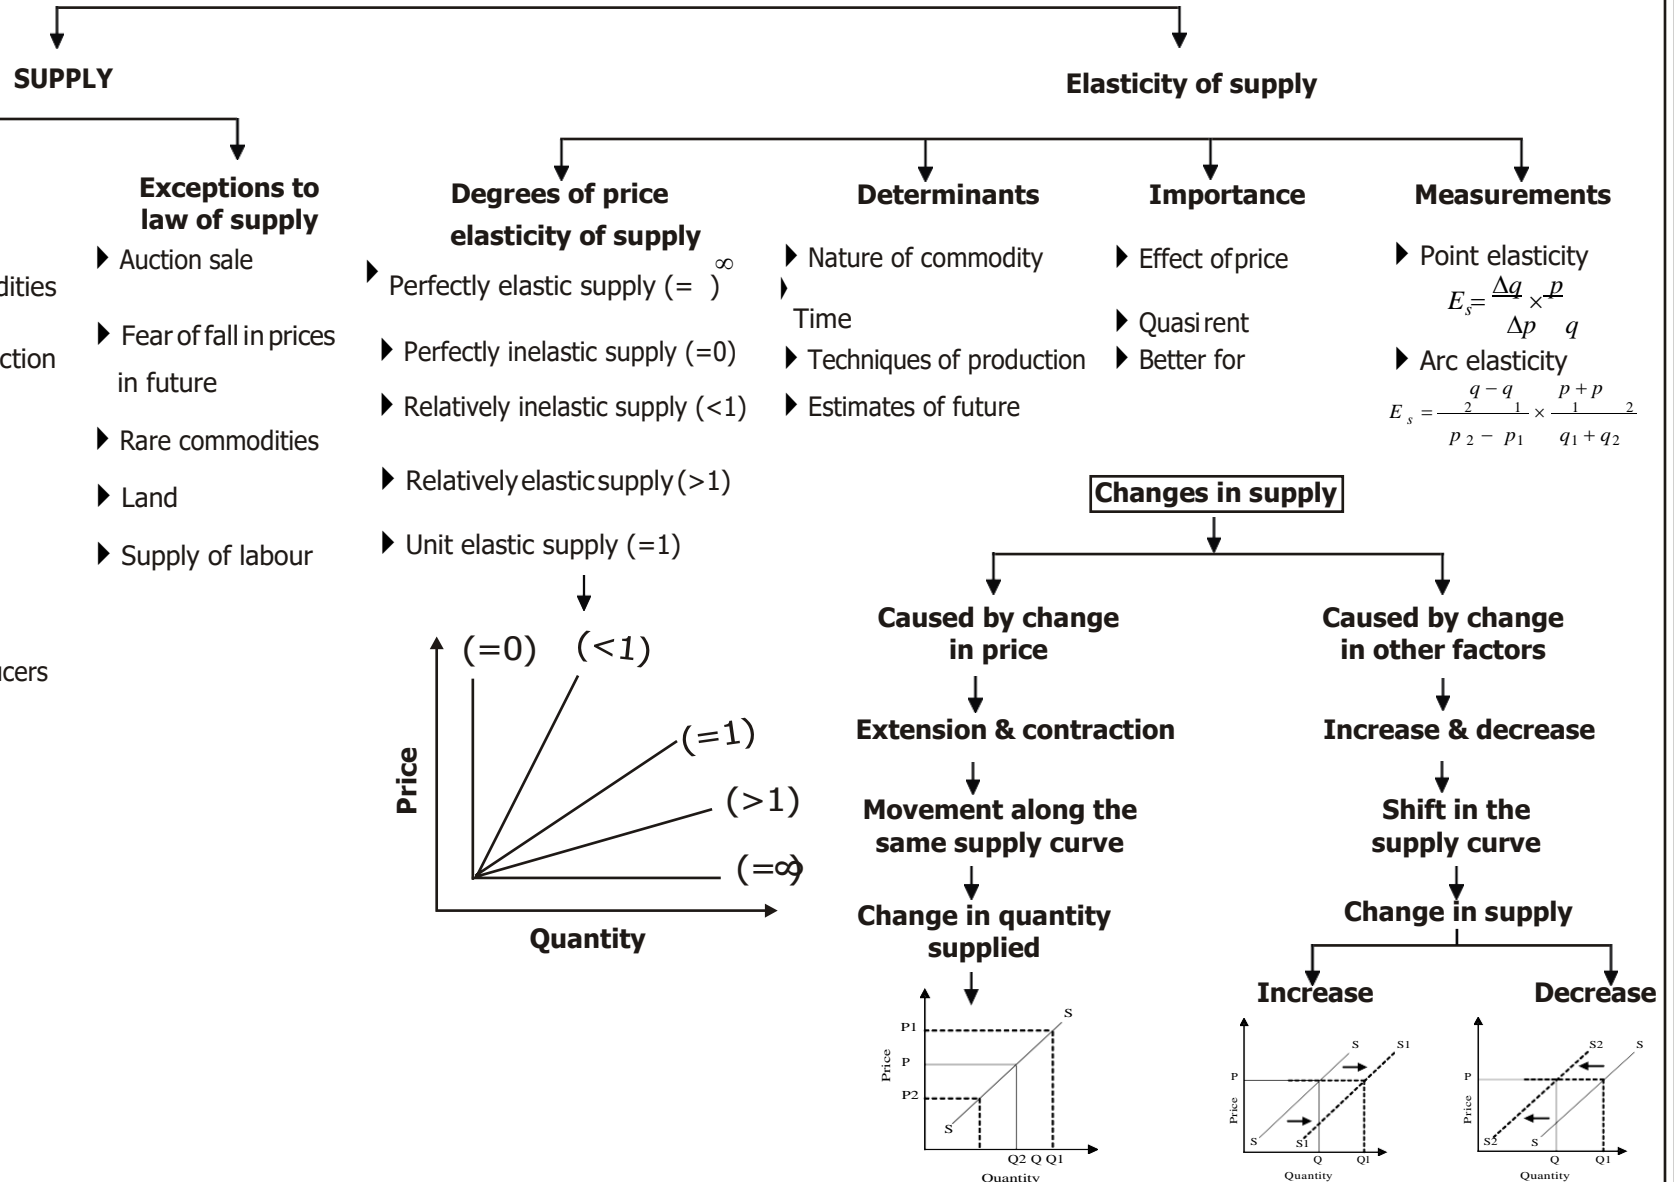 SUPPLY
Elasticity of supply
Exceptions to
law of supply
Auction sale
Fear of fall in prices
in future
Rare commodities
Land
Supply of labour
dities
ction
cers
Degrees of price
elasticity of supply
Perfectly elastic supply (= ∞)
Perfectly inelastic supply (=0)
Relatively inelastic supply (<1)
Relatively elastic supply (>1)
Unit elastic supply (=1)
(=0)
(<1)
(=1)
(>1)
(=∞)
Price
Quantity
Determinants
Nature of commodity
Time
Techniques of production
Estimates of future
Importance
Effect of price
Quasi rent
Better for
Measurements
Point elasticity
Es = Δq/Δp × p/q
Arc elasticity
E s = q2 – q1 / p2 – p1 × p1 + p2 / q1 + q2
Changes in supply
Caused by change
in price
Extension & contraction
Movement along the
same supply curve
Change in quantity
supplied
P1
P
P2
S
S
Price
Q2 Q Q1
Quantity
Caused by change
in other factors
Increase & decrease
Shift in the
supply curve
Change in supply
Increase
S
S1
P
Price
S
S1
Q
Q1
Quantity
Decrease
S2
S
P
Price
S2
S
Q
Q1
Quantity